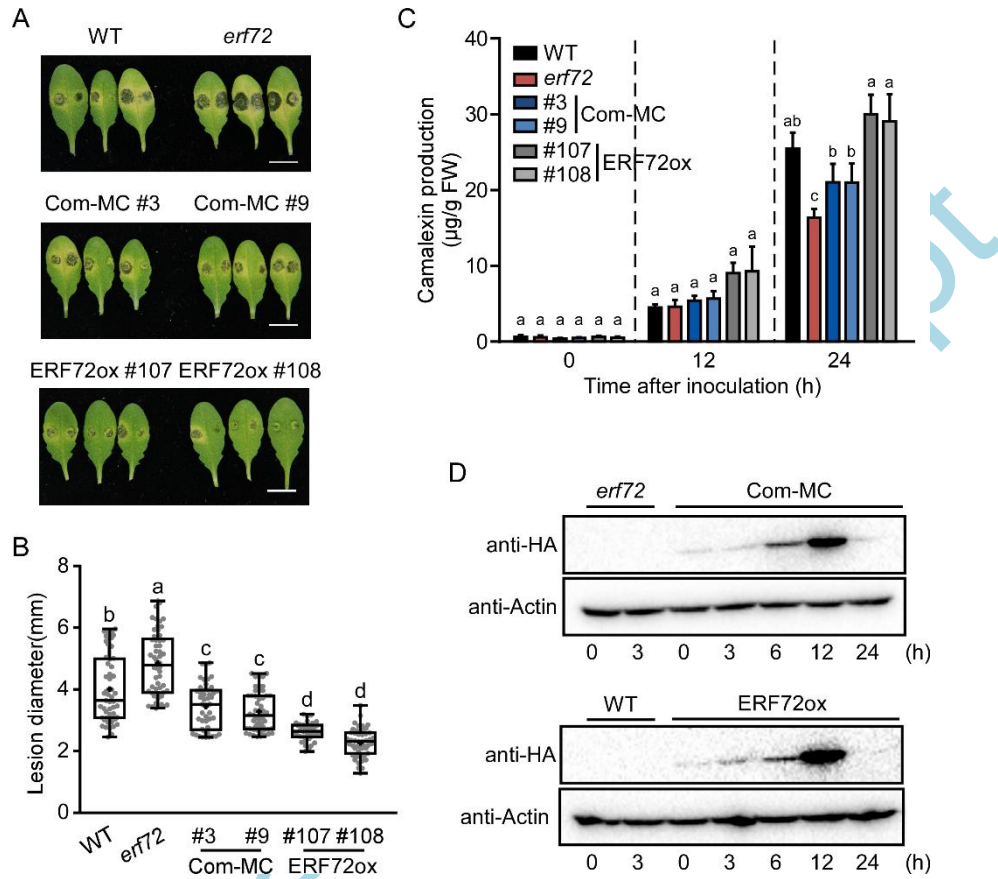 A
WT erf72
Com-MC #3 Com-MC #9
ERF72ox #107 ERF72ox #108
B
Lesion diameter(mm)
8
6
4
2
0
b a c c d d
WT erf72 #3 #9 #107 #108
Com-MC ERF72ox
C
Camalexin production
(μg/g FW)
40
30
20
10
0
WT
erf72
#3
#9
Com-MC
#107
#108
ERF72ox
a a a a a a
a a a a a a
ab c b b a a
0 12 24
Time after inoculation (h)
D
erf72 Com-MC
anti-HA
anti-Actin
0 3 0 3 6 12 24 (h)
WT ERF72ox
anti-HA
anti-Actin
0 3 0 3 6 12 24 (h)